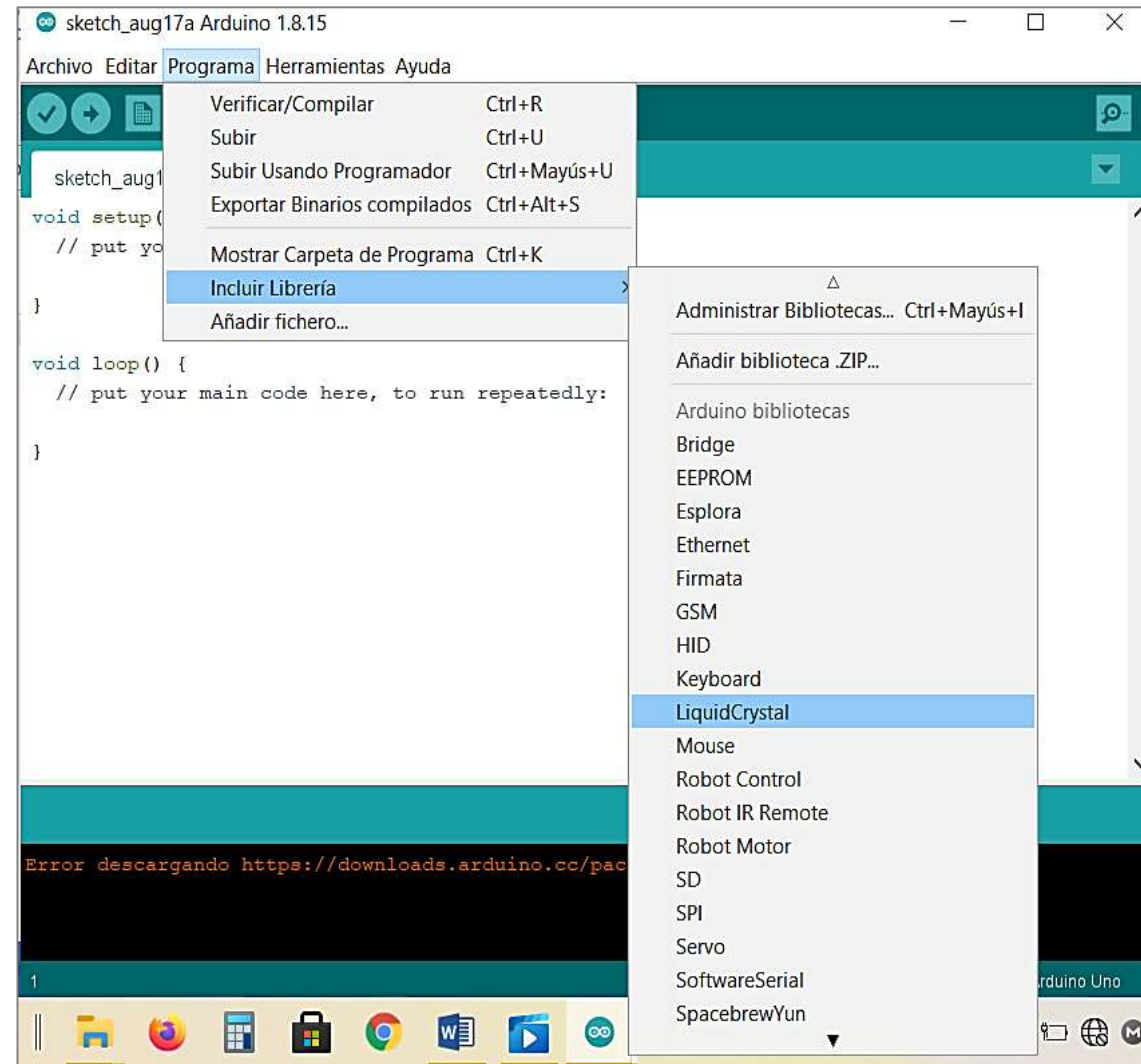 sketch_aug17a Arduino 1.8.15
Archivo Editar Programa Herramientas Ayuda
Verificar/Compilar Ctrl+R
Subir Ctrl+U
Subir Usando Programador Ctrl+Mayús+U
Exportar Binarios compilados Ctrl+Alt+S
Mostrar Carpeta de Programa Ctrl+K
Incluir Librería
Añadir fichero...
sketch_aug1
void setup(
// put yo
}
void loop() {
// put your main code here, to run repeatedly:
}
Administrar Bibliotecas... Ctrl+Mayús+I
Añadir biblioteca .ZIP...
Arduino bibliotecas
Bridge
EEPROM
Esplora
Ethernet
Firmata
GSM
HID
Keyboard
LiquidCrystal
Mouse
Robot Control
Robot IR Remote
Robot Motor
SD
SPI
Servo
SoftwareSerial
SpacebrewYun
Error descargando https://downloads.arduino.cc/pac
1
rduino Uno